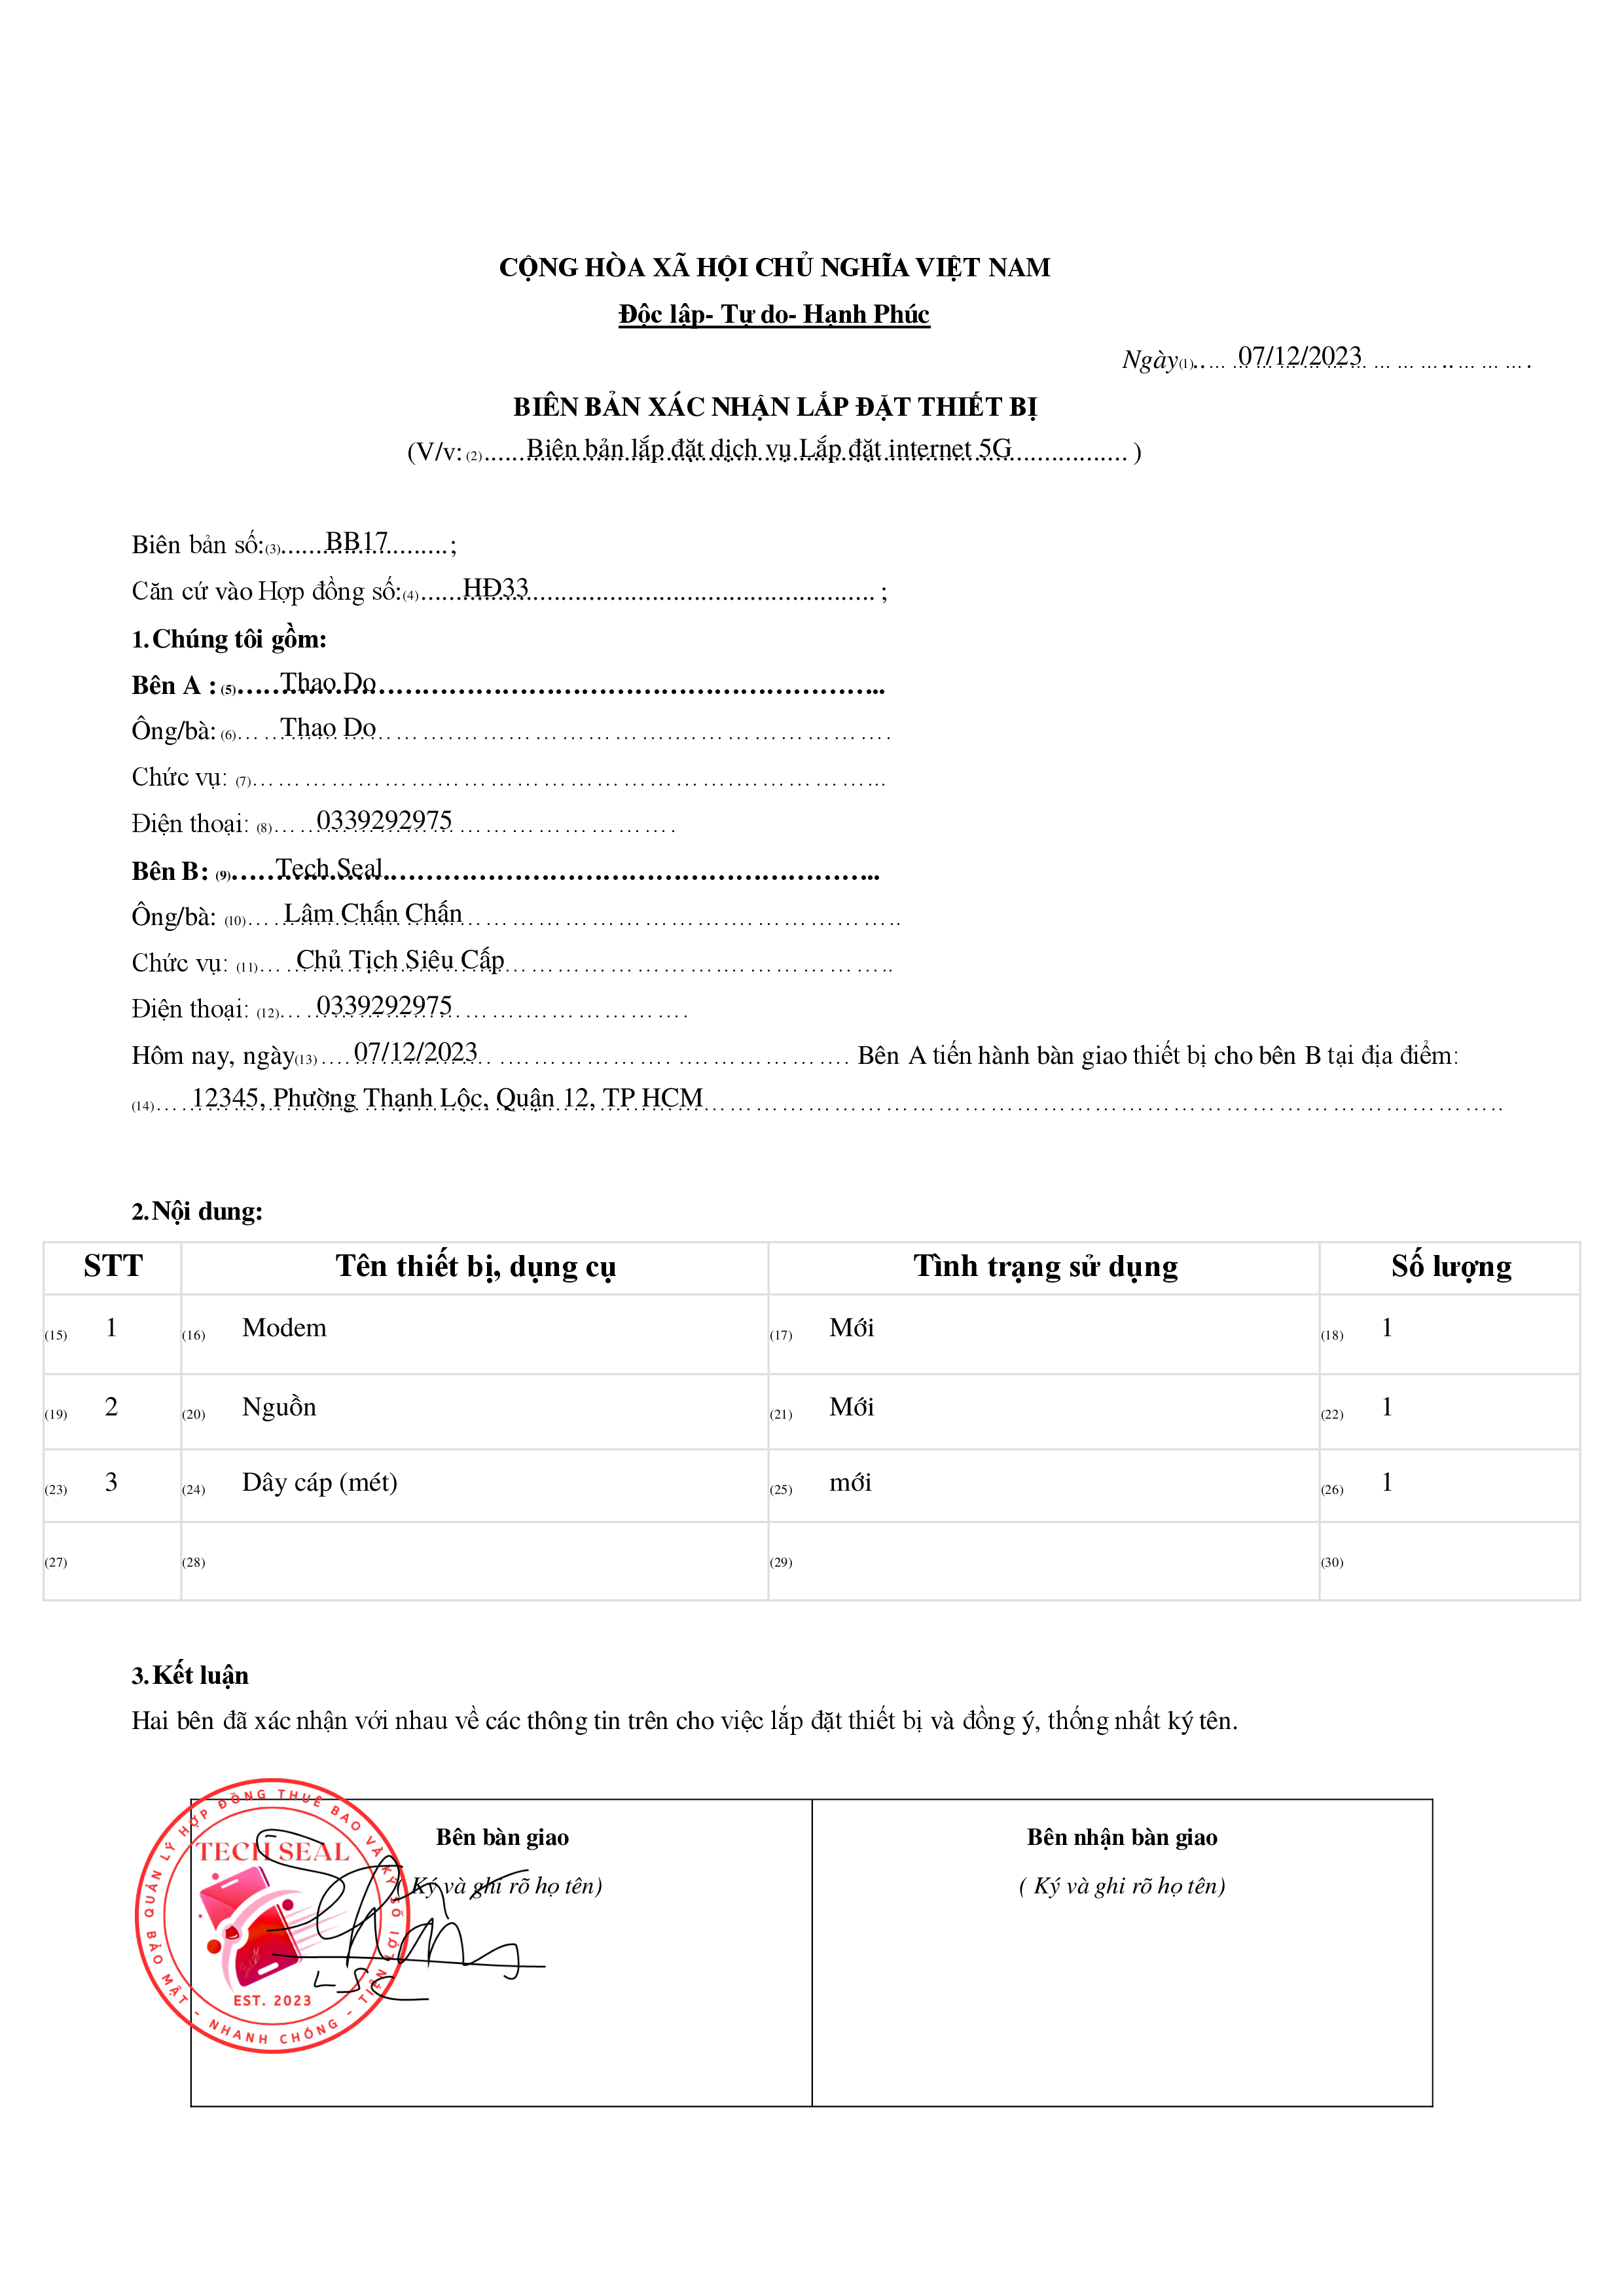 CỘNG HÒA XÃ HỘI CHỦ NGHĨA VIỆT NAM
Độc lập- Tự do- Hạnh Phúc
Ngày(1) 07/12/2023
BIÊN BẢN XÁC NHẬN LẮP ĐẶT THIẾT BỊ
(V/v: (2) Biên bản lắp đặt dịch vụ Lắp đặt internet 5G )
Biên bản số:(3) BB17 ;
Căn cứ vào Hợp đồng số:(4) HĐ33 ;
1. Chúng tôi gồm:
Bên A : (5) Thao Do
Ông/bà: (6) Thao Do
Chức vụ: (7)
Điện thoại: (8) 0339292975
Bên B: (9) Tech Seal
Ông/bà: (10) Lâm Chấn Chấn
Chức vụ: (11) Chủ Tịch Siêu Cấp
Điện thoại: (12) 0339292975
Hôm nay, ngày(13) 07/12/2023 Bên A tiến hành bàn giao thiết bị cho bên B tại địa điểm:
(14) 12345, Phường Thạnh Lộc, Quận 12, TP HCM
2. Nội dung:
STT Tên thiết bị, dụng cụ Tình trạng sử dụng Số lượng
(15) 1 (16) Modem (17) Mới (18) 1
(19) 2 (20) Nguồn (21) Mới (22) 1
(23) 3 (24) Dây cáp (mét) (25) mới (26) 1
(27) (28) (29) (30)
3. Kết luận
Hai bên đã xác nhận với nhau về các thông tin trên cho việc lắp đặt thiết bị và đồng ý, thống nhất ký tên.
Bên bàn giao Bên nhận bàn giao
( Ký và ghi rõ họ tên) ( Ký và ghi rõ họ tên)
QUẢN LÝ HỢP ĐỒNG THUÊ BAO VÀ KÝ SỐ
TECH SEAL
EST. 2023
BẢO MẬT - NHANH CHÓNG - TIỆN LỢI